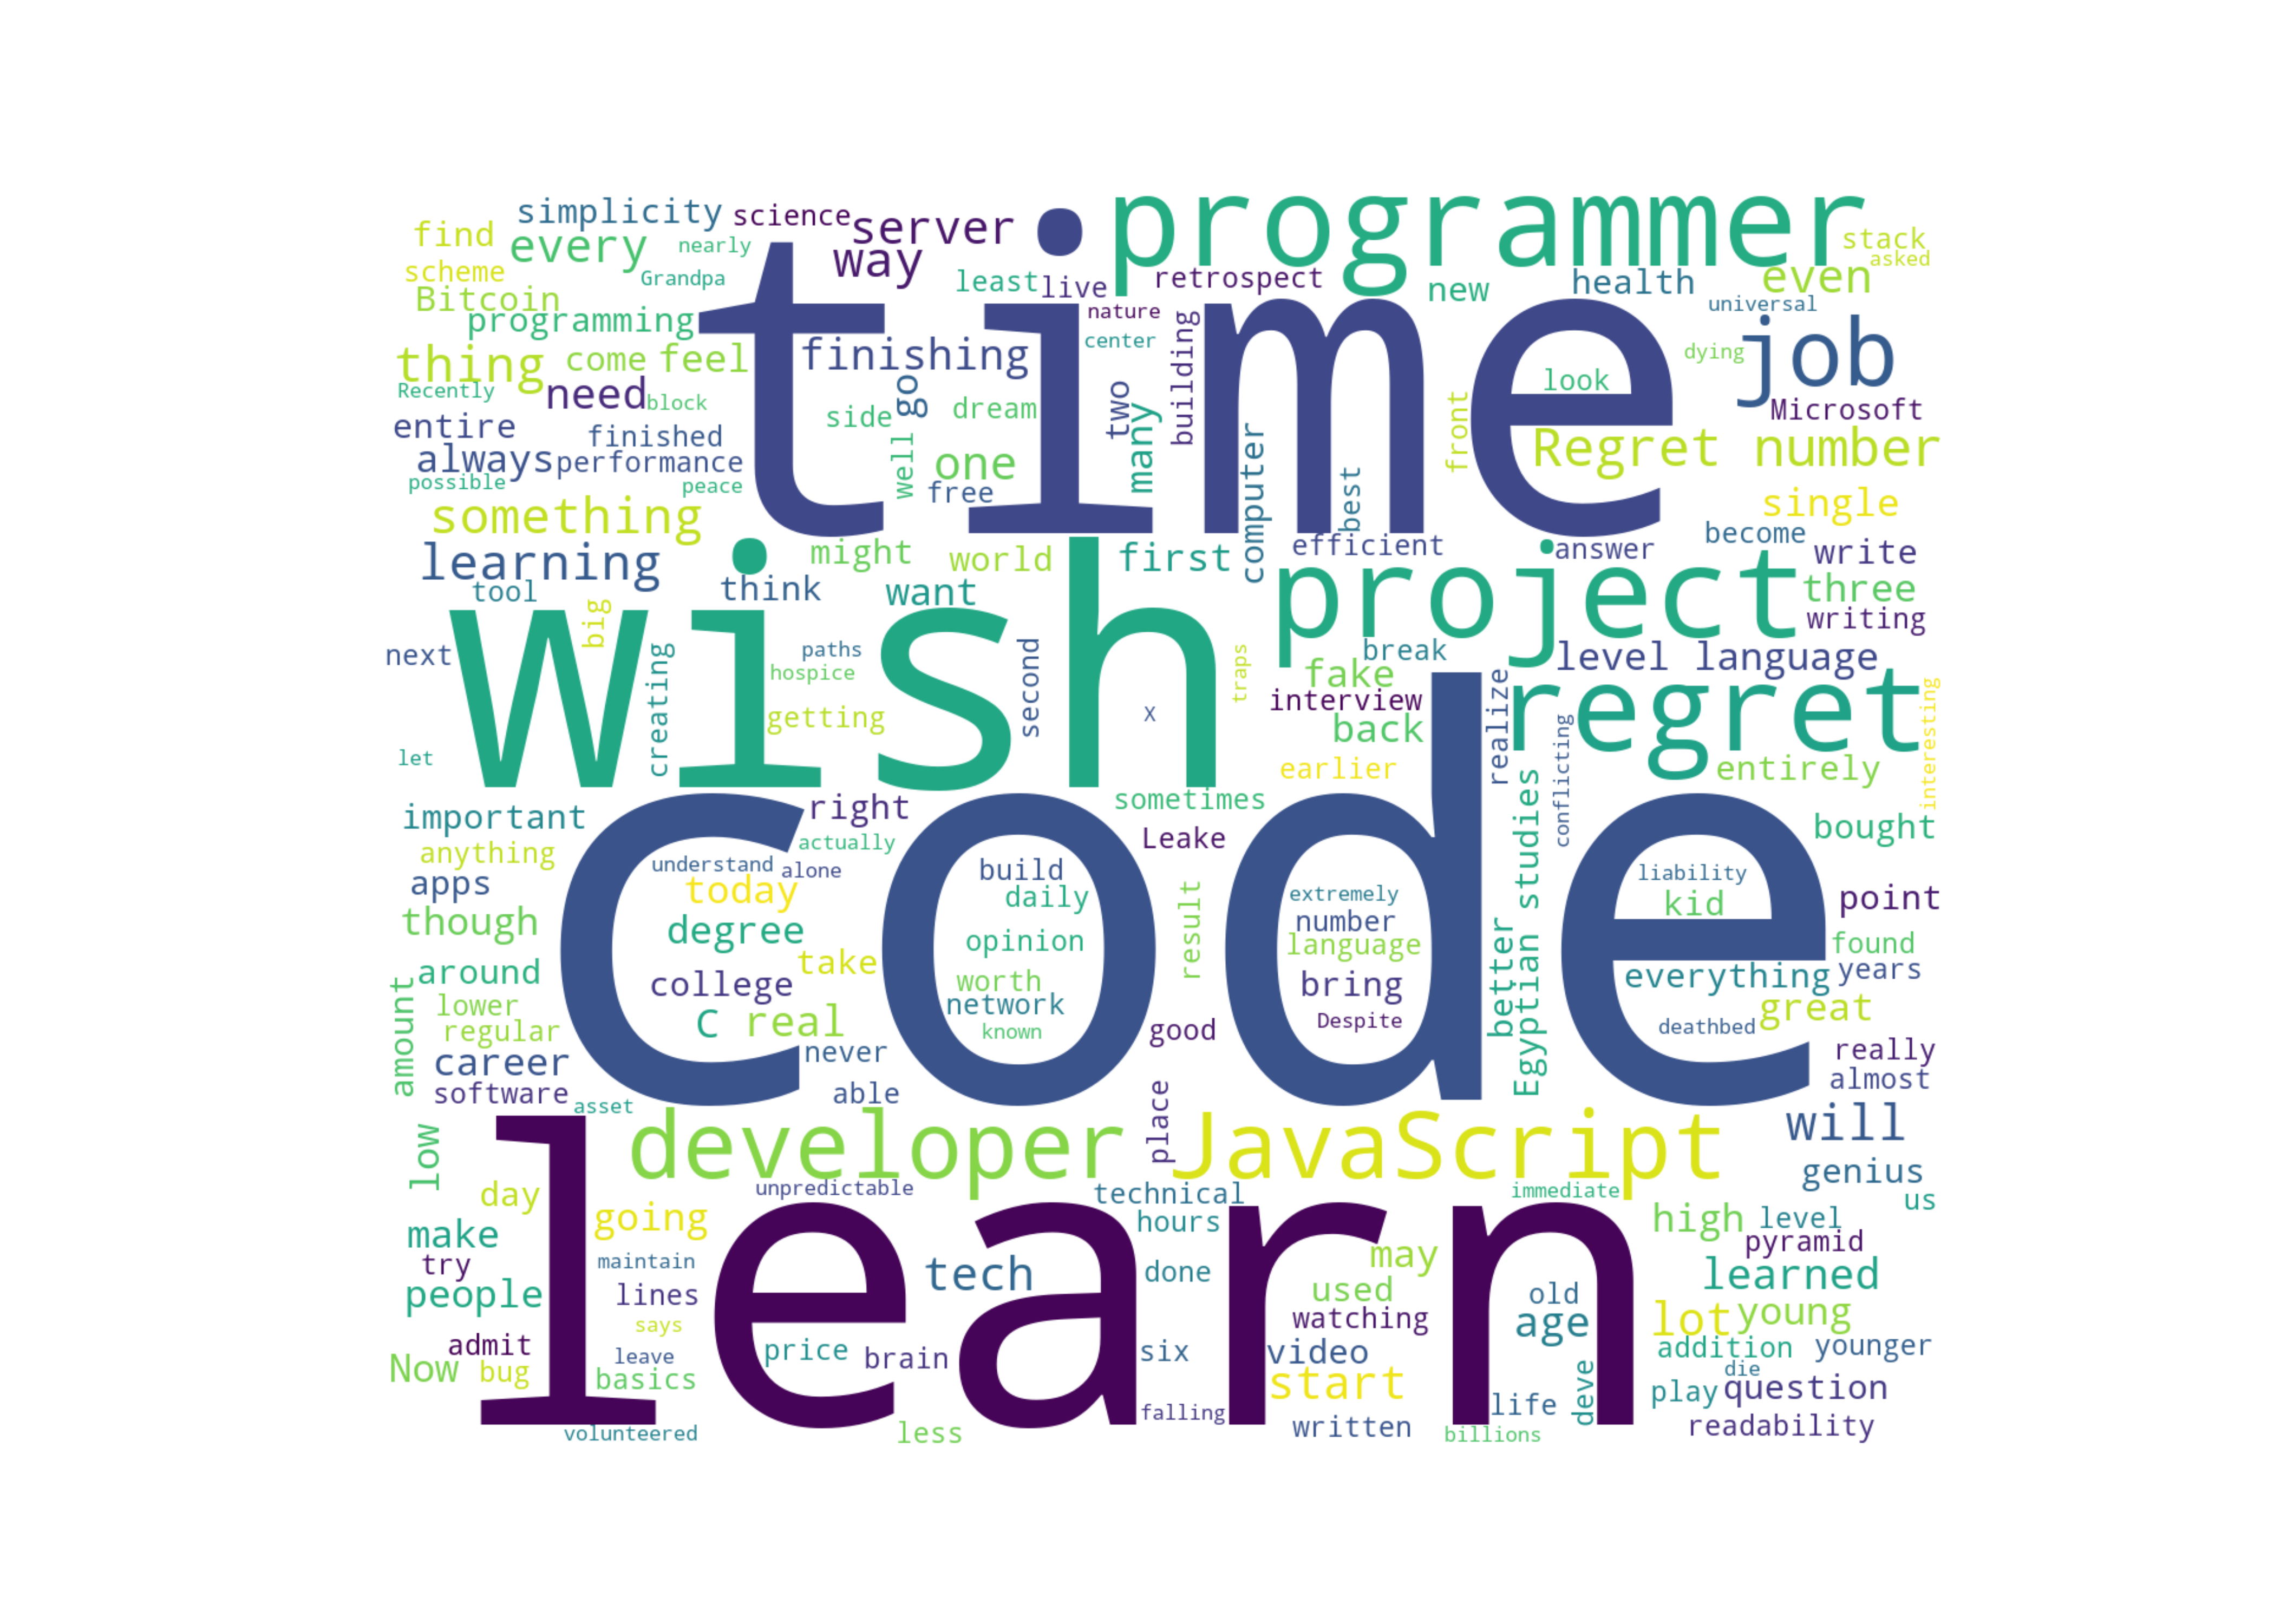 simplicity science server programmer
find every nearly way stack asked
scheme Grandpa least live retrospect new health even
Bitcoin programming time nature universal
thing come feel finishing center building look dying job
Recently need block go side dream two many front Microsoft
entire finished
always performance well one computer best Regret number
possible peace free
something single
learning might world first efficient answer become write
tool big think want project three
wish writing
next creating paths second traps break level language
hospice fake
getting x interview realize regret interesting
let back conflicting
earlier entirely
important right sometimes Egyptian studies
anything actually Leake bought
understand alone build code liability
apps today daily extremely kid point
though degree opinion result number language better found
around take everything years
amount college worth bring
lower network great
regular C real known good Despite deathbed
career never really
software able almost
asset place
low developer JavaScript will
unpredictable technical immediate genius
day going hours us
make high level
maintain learn pyramid
try tech done may learned
people lines used old
says watching age lot young
admit leave price brain six video addition younger
Now bug basics start deve die
falling life play question
volunteered less written billions readability